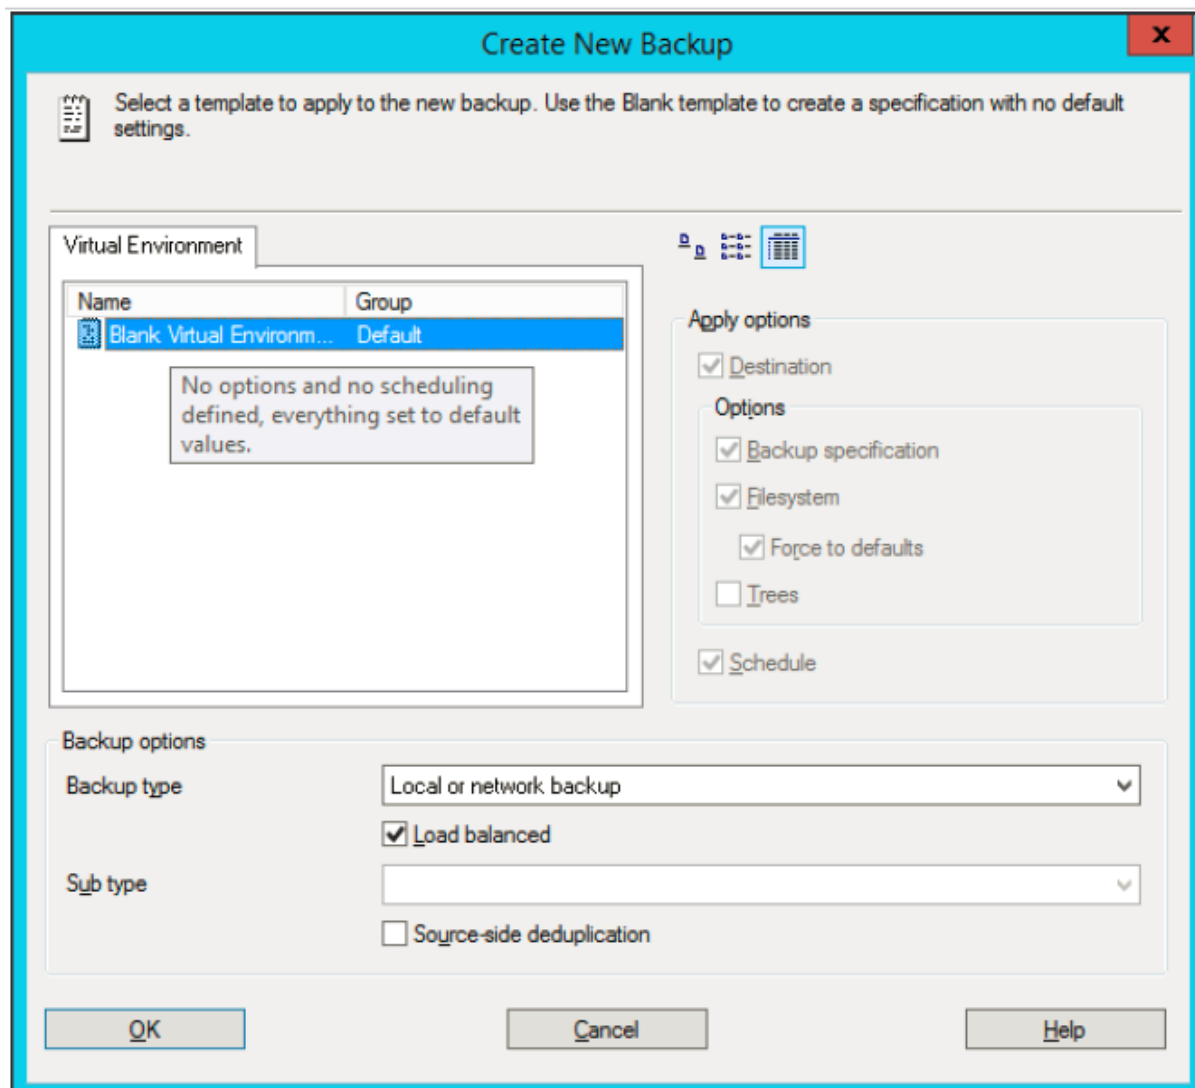 Create New Backup
x
Select a template to apply to the new backup. Use the Blank template to create a specification with no default
settings.
Virtual Environment
Name Group
Blank Virtual Environm... Default
No options and no scheduling
defined, everything set to default
values.
Apply options
Destination
Options
Backup specification
Filesystem
Force to defaults
Trees
Schedule
Backup options
Backup type Local or network backup
Load balanced
Sub type
Source-side deduplication
OK Cancel Help